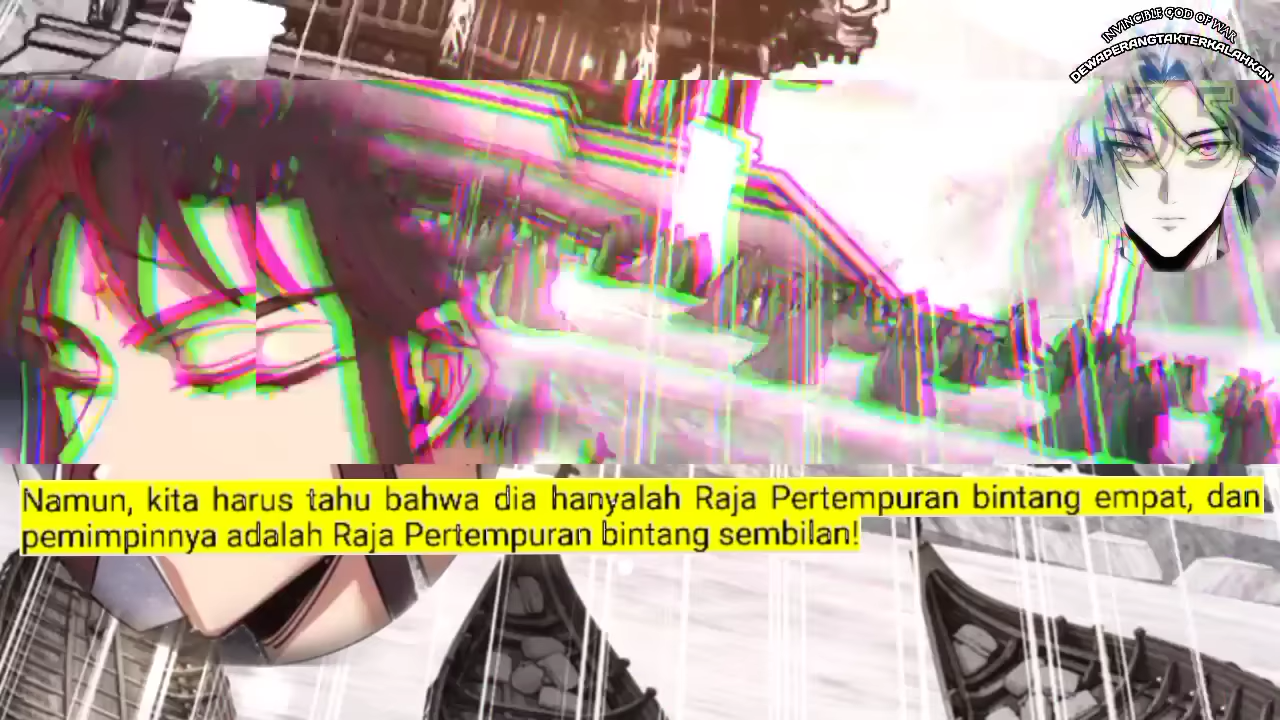 INVINCIBLE GOD OF WAR
DEWAPERANGTAKTERKALAHKAN
Namun, kita harus tahu bahwa dia hanyalah Raja Pertempuran bintang empat, dan
pemimpinnya adalah Raja Pertempuran bintang sembilan!